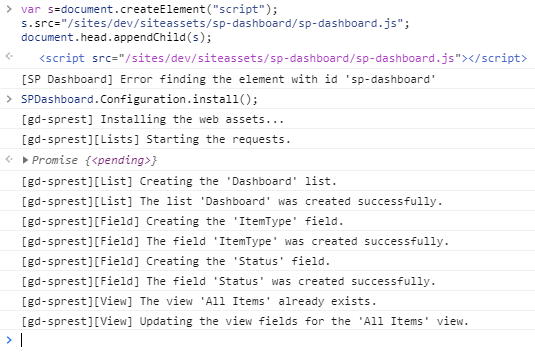 > var s=document.createElement("script");
s.src="/sites/dev/siteassets/sp-dashboard/sp-dashboard.js";
document.head.appendChild(s);
<script src="/sites/dev/siteassets/sp-dashboard/sp-dashboard.js"></script>
[SP Dashboard] Error finding the element with id 'sp-dashboard'
> SPDashboard.Configuration.install();
[gd-sprest] Installing the web assets...
[gd-sprest][Lists] Starting the requests.
▶ Promise {<pending>}
[gd-sprest][List] Creating the 'Dashboard' list.
[gd-sprest][List] The list 'Dashboard' was created successfully.
[gd-sprest][Field] Creating the 'ItemType' field.
[gd-sprest][Field] The field 'ItemType' was created successfully.
[gd-sprest][Field] Creating the 'Status' field.
[gd-sprest][Field] The field 'Status' was created successfully.
[gd-sprest][View] The view 'All Items' already exists.
[gd-sprest][View] Updating the view fields for the 'All Items' view.
>